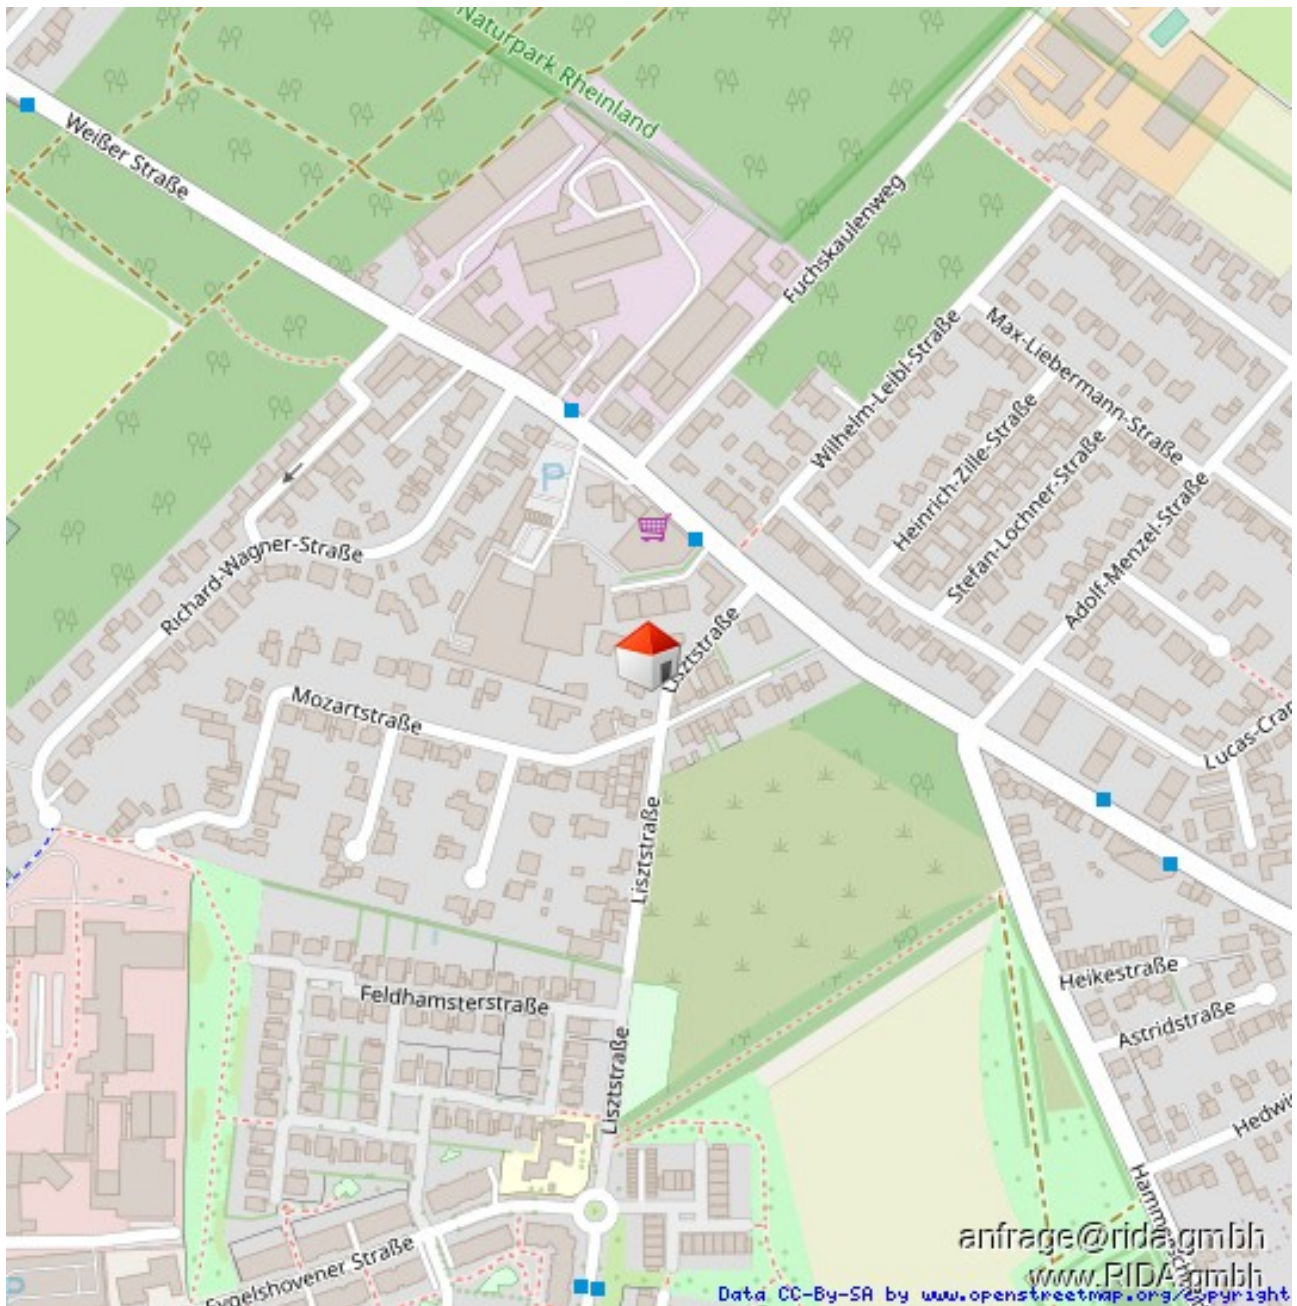 Naturpark Rheinland
Weißer Straße
Fuchskaulenweg
Max-Liebermann-Straße
Wilhelm-Leibl-Straße
Heinrich-Zille-Straße
Stefan-Lochner-Straße
P
Adolf-Menzel-Straße
Richard-Wagner-Straße
Lisztstraße
Mozartstraße
Lucas-Cran
Lisztstraße
Heikestraße
Feldhamsterstraße
Astridstraße
Lisztstraße
Hedwi
anfrage@rida.gmbh
Eygelshovener Straße
www.RIDA.gmbh
P
Data CC-By-SA by www.openstreetmap.org/copyright